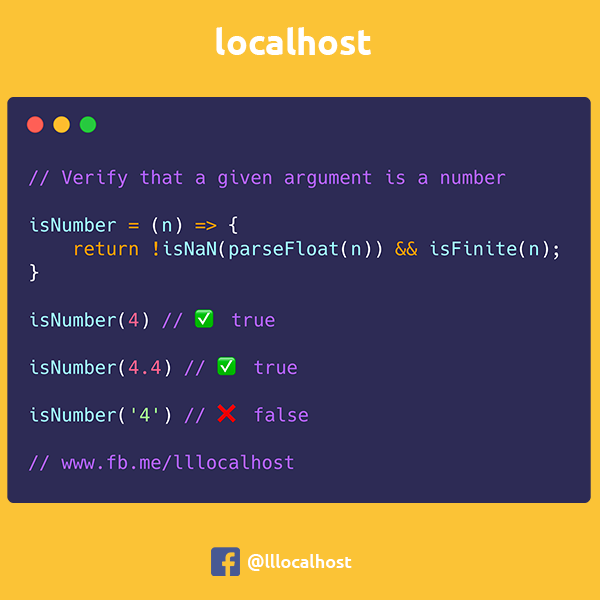 localhost
// Verify that a given argument is a number
isNumber = (n) => {
    return !isNaN(parseFloat(n)) && isFinite(n);
}
isNumber(4) // ✅ true
isNumber(4.4) // ✅ true
isNumber('4') // ❌ false
// www.fb.me/lllocalhost
@lllocalhost